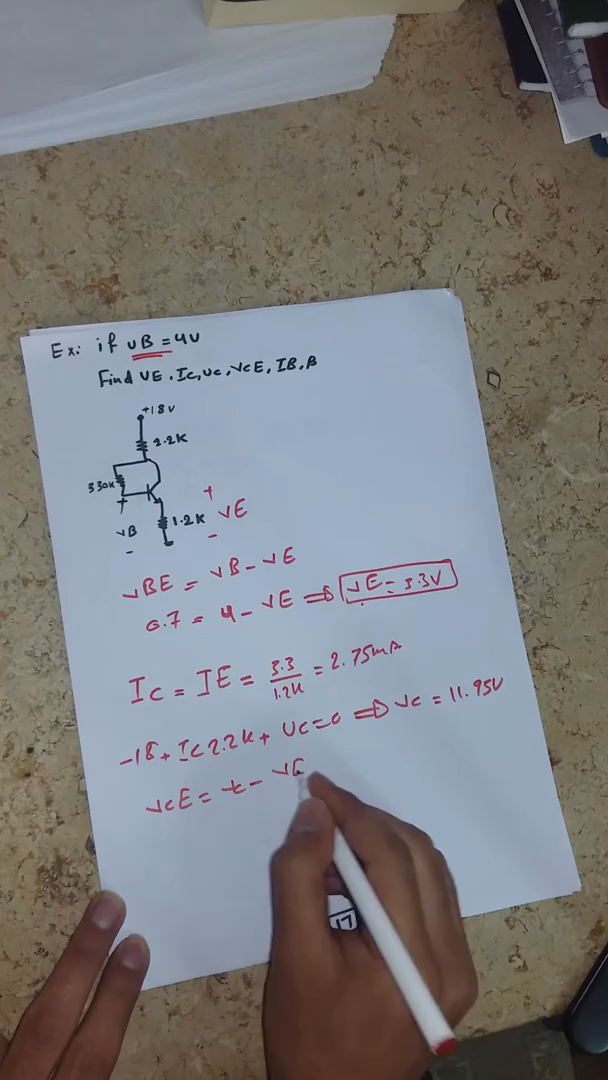 Ex: if VB = 4V
Find VE, Ic, Vc, VCE, IB, β
+18V
2.2K
330K
+
+
1.2K
VE
VB
-
-
VBE = VB - VE
0.7 = 4 - VE ⇒ VE = 3.3V
Ic = IE = 3.3/1.2K = 2.75mA
-18 + Ic 2.2K + Vc = 0 ⇒ Vc = 11.95V
VCE = Vc - VE
17